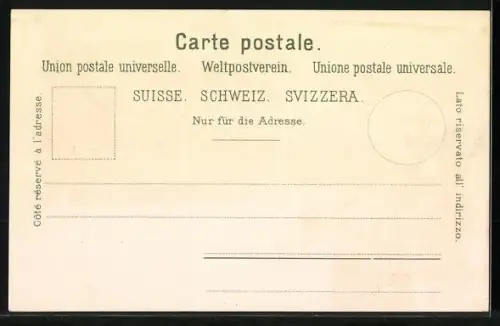 Carte postale.
Union postale universelle. Weltpostverein. Unione postale universale.
SUISSE. SCHWEIZ. SVIZZERA.
Nur für die Adresse.
Côté réservé à l'adresse.
Lato riservato all' indirizzo.